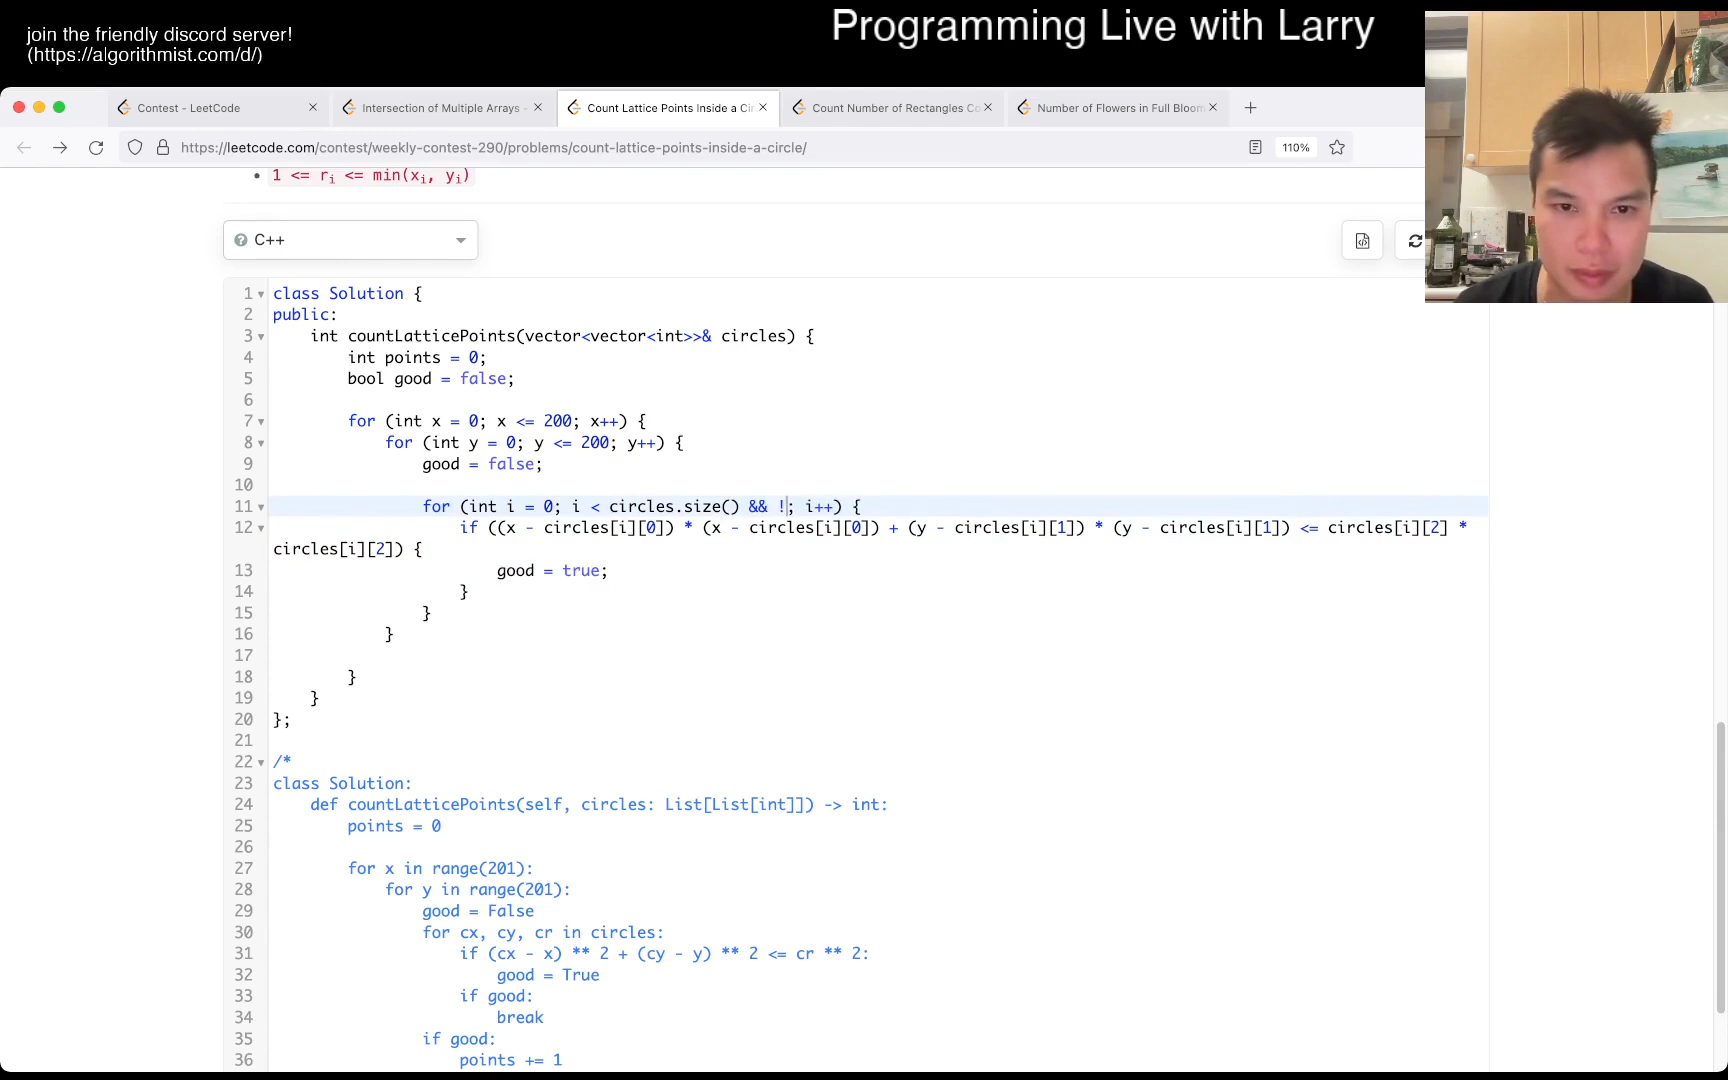 join the friendly discord server!
(https://algorithmist.com/d/)
Programming Live with Larry
Contest - LeetCode
Intersection of Multiple Arrays -
Count Lattice Points Inside a Cir
Count Number of Rectangles Co
Number of Flowers in Full Bloom
https://leetcode.com/contest/weekly-contest-290/problems/count-lattice-points-inside-a-circle/
110%
• 1 <= ri <= min(xi, yi)
C++
1 class Solution {
2 public:
3 int countLatticePoints(vector<vector<int>>& circles) {
4 int points = 0;
5 bool good = false;
6
7 for (int x = 0; x <= 200; x++) {
8 for (int y = 0; y <= 200; y++) {
9 good = false;
10
11 for (int i = 0; i < circles.size() && !; i++) {
12 if ((x - circles[i][0]) * (x - circles[i][0]) + (y - circles[i][1]) * (y - circles[i][1]) <= circles[i][2] *
circles[i][2]) {
13 good = true;
14 }
15 }
16 }
17
18 }
19 }
20 };
21
22 /*
23 class Solution:
24 def countLatticePoints(self, circles: List[List[int]]) -> int:
25 points = 0
26
27 for x in range(201):
28 for y in range(201):
29 good = False
30 for cx, cy, cr in circles:
31 if (cx - x) ** 2 + (cy - y) ** 2 <= cr ** 2:
32 good = True
33 if good:
34 break
35 if good:
36 points += 1